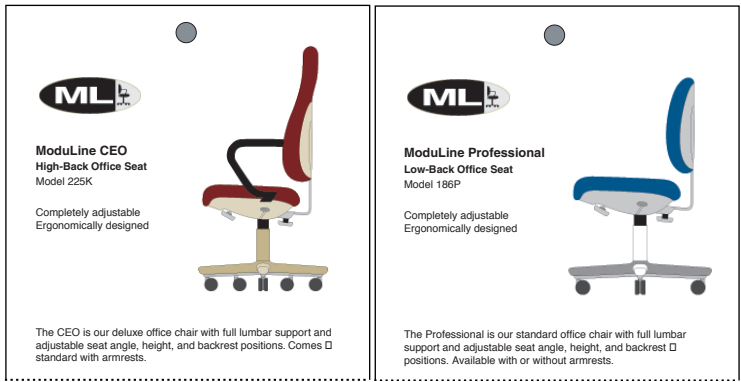 ML
ModuLine CEO
High-Back Office Seat
Model 225K
Completely adjustable
Ergonomically designed
The CEO is our deluxe office chair with full lumbar support and
adjustable seat angle, height, and backrest positions. Comes □
standard with armrests.
ML
ModuLine Professional
Low-Back Office Seat
Model 186P
Completely adjustable
Ergonomically designed
The Professional is our standard office chair with full lumbar
support and adjustable seat angle, height, and backrest □
positions. Available with or without armrests.